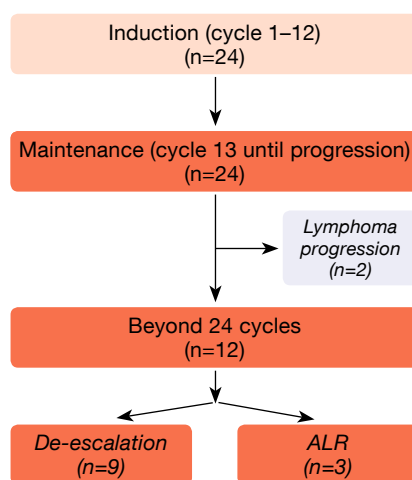 Induction (cycle 1–12)
(n=24)
Maintenance (cycle 13 until progression)
(n=24)
Lymphoma
progression
(n=2)
Beyond 24 cycles
(n=12)
De-escalation
(n=9)
ALR
(n=3)